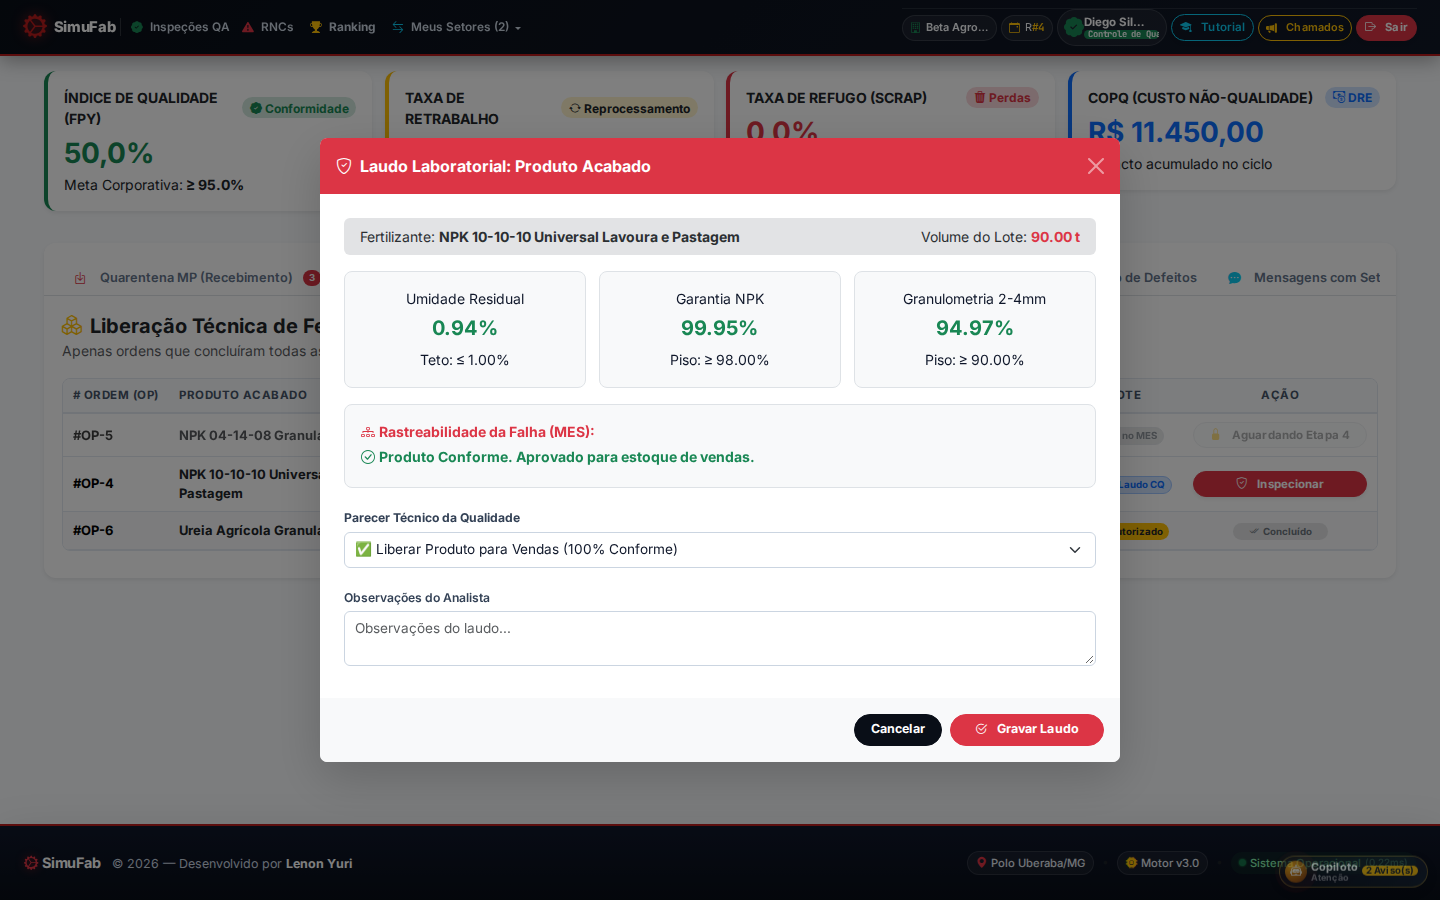 SimuFab
Inspeções QA
RNCs
Ranking
Meus Setores (2)
Beta Agro...
R#4
Diego Sil...
Controle de Qua
Tutorial
Chamados
Sair
ÍNDICE DE QUALIDADE (FPY)
Conformidade
50,0%
Meta Corporativa: ≥ 95.0%
TAXA DE RETRABALHO
Reprocessamento
TAXA DE REFUGO (SCRAP)
Perdas
0,0%
COPQ (CUSTO NÃO-QUALIDADE)
DRE
R$ 11.450,00
cto acumulado no ciclo
Laudo Laboratorial: Produto Acabado
Fertilizante: NPK 10-10-10 Universal Lavoura e Pastagem
Volume do Lote: 90.00 t
Umidade Residual
0.94%
Teto: ≤ 1.00%
Garantia NPK
99.95%
Piso: ≥ 98.00%
Granulometria 2-4mm
94.97%
Piso: ≥ 90.00%
Rastreabilidade da Falha (MES):
Produto Conforme. Aprovado para estoque de vendas.
Parecer Técnico da Qualidade
✅ Liberar Produto para Vendas (100% Conforme)
Observações do Analista
Observações do laudo...
Cancelar
Gravar Laudo
Quarentena MP (Recebimento) 3
de Defeitos
Mensagens com Set
Liberação Técnica de Fe
Apenas ordens que concluíram todas as
# ORDEM (OP)
PRODUTO ACABADO
OTE
AÇÃO
#OP-5
NPK 04-14-08 Granula
no MES
Aguardando Etapa 4
#OP-4
NPK 10-10-10 Univers
Pastagem
Laudo CQ
Inspecionar
#OP-6
Ureia Agrícola Granula
utorizado
Concluído
SimuFab
© 2026 — Desenvolvido por Lenon Yuri
Polo Uberaba/MG
Motor v3.0
Sistem
Copiloto
Atenção
2 Aviso(s)